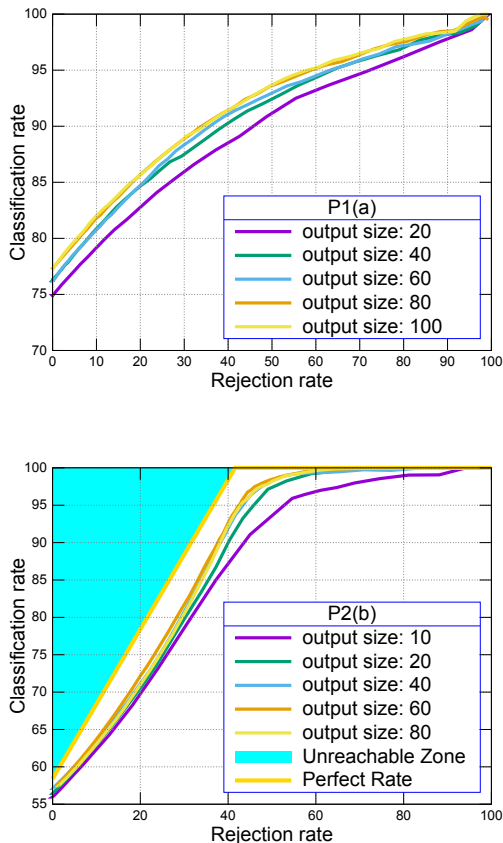 100
95
90
85
80
75
70
0 10 20 30 40 50 60 70 80 90 100
Classification rate
Rejection rate
P1(a)
output size: 20
output size: 40
output size: 60
output size: 80
output size: 100
100
95
90
85
80
75
70
65
60
55
0 20 40 60 80 100
Classification rate
Rejection rate
P2(b)
output size: 10
output size: 20
output size: 40
output size: 60
output size: 80
Unreachable Zone
Perfect Rate